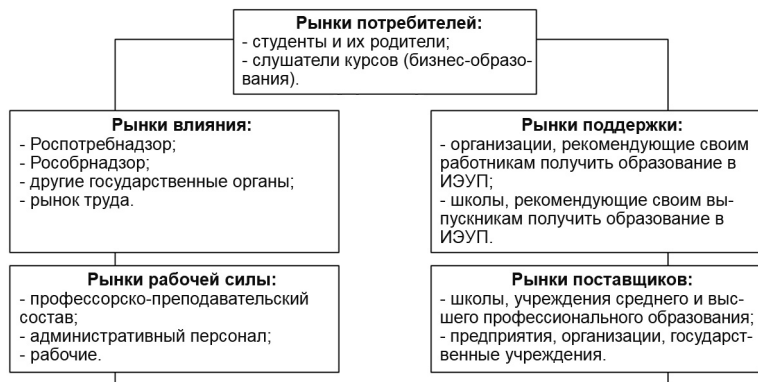 Рынки потребителей:
- студенты и их родители;
- слушатели курсов (бизнес-образо-
вания).
Рынки влияния:
- Роспотребнадзор;
- Рособрнадзор;
- другие государственные органы;
- рынок труда.
Рынки поддержки:
- организации, рекомендующие своим
работникам получить образование в
ИЭУП;
- школы, рекомендующие своим вы-
пускникам получить образование в
ИЭУП.
Рынки рабочей силы:
- профессорско-преподавательский
состав;
- административный персонал;
- рабочие.
Рынки поставщиков:
- школы, учреждения среднего и выс-
шего профессионального образования;
- предприятия, организации, государст-
венные учреждения.